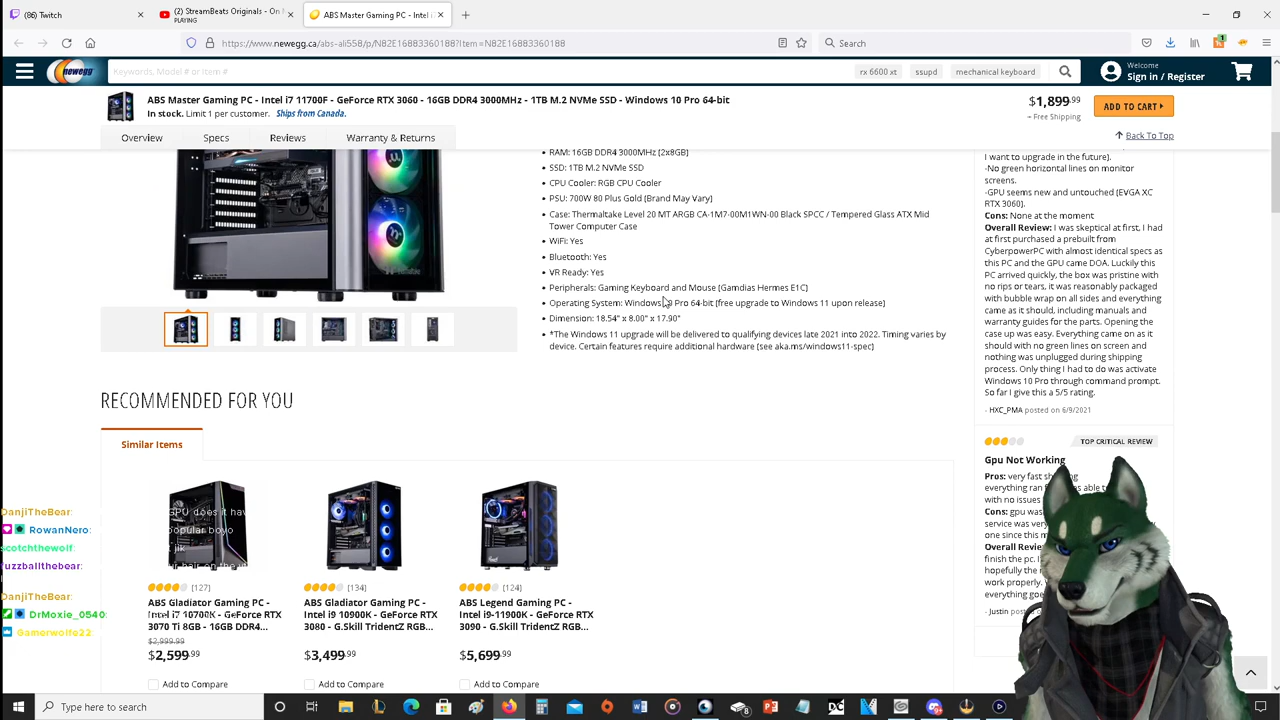 (86) Twitch
(2) StreamBeats Originals - On
PLAYING
ABS Master Gaming PC - Intel i
https://www.newegg.ca/abs-ali558/p/N82E16883360188?Item=N82E16883360188
Search
newegg
Keywords, Model # or Item #
rx 6600 xt
ssupd
mechanical keyboard
Welcome
Sign in / Register
ABS Master Gaming PC - Intel i7 11700F - GeForce RTX 3060 - 16GB DDR4 3000MHz - 1TB M.2 NVMe SSD - Windows 10 Pro 64-bit
In stock. Limit 1 per customer. Ships from Canada.
$1,899.99
– Free Shipping
ADD TO CART
Back To Top
Overview
Specs
Reviews
Warranty & Returns
RAM: 16GB DDR4 3000MHz (2x8GB)
SSD: 1TB M.2 NVMe SSD
CPU Cooler: RGB CPU Cooler
PSU: 700W 80 Plus Gold (Brand May Vary)
Case: Thermaltake Level 20 MT ARGB CA-1M7-00M1WN-00 Black SPCC / Tempered Glass ATX Mid
Tower Computer Case
WiFi: Yes
Bluetooth: Yes
VR Ready: Yes
Peripherals: Gaming Keyboard and Mouse (Gamdias Hermes E1C)
Operating System: Windows 10 Pro 64-bit (free upgrade to Windows 11 upon release)
Dimension: 18.54" x 8.00" x 17.90"
*The Windows 11 upgrade will be delivered to qualifying devices late 2021 into 2022. Timing varies by
device. Certain features require additional hardware (see aka.ms/windows11-spec)
I want to upgrade in the future).
-No green horizontal lines on monitor
screens.
-GPU seems new and untouched (EVGA XC
RTX 3060).
Cons: None at the moment
Overall Review: I was skeptical at first, I had
at first purchased a prebuilt from
CyberpowerPC with almost identical specs as
this PC and the GPU came DOA. Luckily this
PC arrived quickly, the box was pristine with
no rips or tears, it was reasonably packaged
with bubble wrap on all sides and everything
came as it should, including manuals and
warranty guides for the parts. Opening the
case up was easy. Everything came on as it
should with no green lines on screen and
nothing was unplugged during shipping
process. Only thing I had to do was activate
Windows 10 Pro through command prompt.
So far I give this a 5/5 rating.
- HXC_PMA posted on 6/9/2021
TOP CRITICAL REVIEW
Gpu Not Working
Pros: very fast
everything ran
with no issues
Cons: gpu was
service was very
one since this m
Overall Review
finish the pc.
hopefully the
work properly.
everything
- Justin
RECOMMENDED FOR YOU
Similar Items
(127)
ABS Gladiator Gaming PC -
Intel i7 10700K - GeForce RTX
3070 Ti 8GB - 16GB DDR4...
$2,999.99
$2,599.99
Add to Compare
(134)
ABS Gladiator Gaming PC -
Intel i9 10900K - GeForce RTX
3080 - G.Skill TridentZ RGB...
$3,499.99
Add to Compare
(124)
ABS Legend Gaming PC -
Intel i9-11900K - GeForce RTX
3090 - G.Skill TridentZ RGB...
$5,699.99
Add to Compare
DanjiTheBear: GPU does it hav
RowanNero: popular boyo
scotchthewolf: jlk
fuzzballthebear:
DanjiTheBear:
DrMoxie_0540:
Gamerwolfe22:
Type here to search